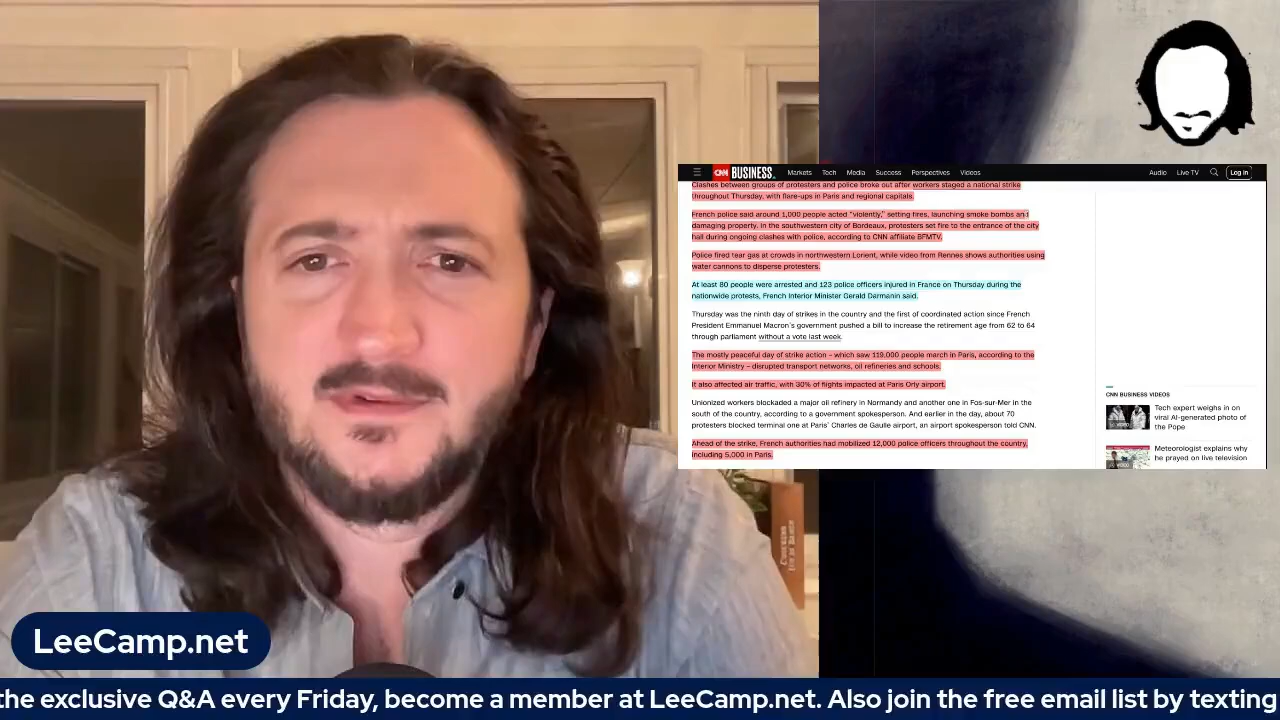 CNN BUSINESS Markets Tech Media Success Perspectives Videos Audio Live TV Log In
Clashes between groups of protesters and police broke out after workers staged a national strike
throughout Thursday, with flare-ups in Paris and regional capitals.
French police said around 1,000 people acted "violently," setting fires, launching smoke bombs and
damaging property. In the southwestern city of Bordeaux, protesters set fire to the entrance of the city
hall during ongoing clashes with police, according to CNN affiliate BFMTV.
Police fired tear gas at crowds in northwestern Lorient, while video from Rennes shows authorities using
water cannons to disperse protesters.
At least 80 people were arrested and 123 police officers injured in France on Thursday during the
nationwide protests, French Interior Minister Gerald Darmanin said.
Thursday was the ninth day of strikes in the country and the first of coordinated action since French
President Emmanuel Macron's government pushed a bill to increase the retirement age from 62 to 64
through parliament without a vote last week.
The mostly peaceful day of strike action – which saw 119,000 people march in Paris, according to the
Interior Ministry – disrupted transport networks, oil refineries and schools.
It also affected air traffic, with 30% of flights impacted at Paris Orly airport.
Unionized workers blockaded a major oil refinery in Normandy and another one in Fos-sur-Mer in the
south of the country, according to a government spokesperson. And earlier in the day, about 70
protesters blocked terminal one at Paris' Charles de Gaulle airport, an airport spokesperson told CNN.
Ahead of the strike, French authorities had mobilized 12,000 police officers throughout the country,
including 5,000 in Paris.
CNN BUSINESS VIDEOS
Tech expert weighs in on
viral AI-generated photo of
the Pope
VIDEO
Meteorologist explains why
he prayed on live television
VIDEO
LeeCamp.net
the exclusive Q&A every Friday, become a member at LeeCamp.net. Also join the free email list by texting